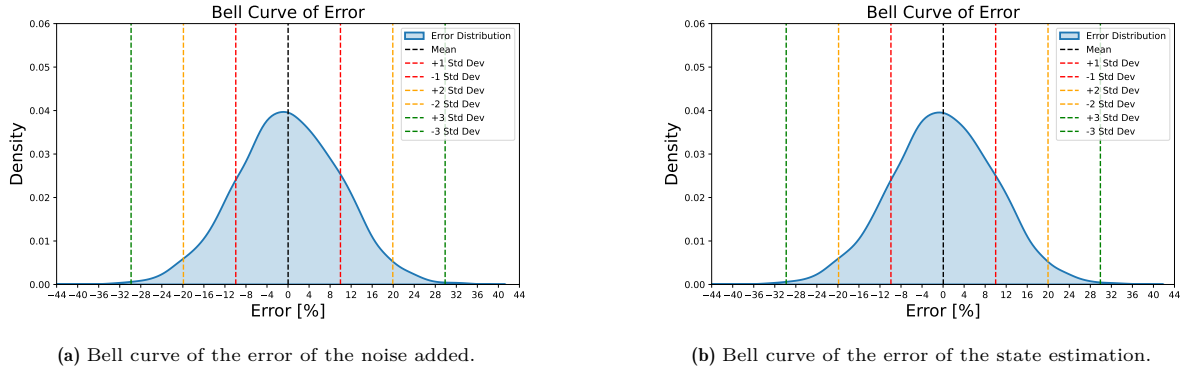 Bell Curve of Error
0.06
0.05
0.04
0.03
0.02
0.01
0.00
Density
−44 −40 −36 −32 −28 −24 −20 −16 −12 −8 −4 0 4 8 12 16 20 24 28 32 36 40 44
Error [%]
Error Distribution
Mean
+1 Std Dev
-1 Std Dev
+2 Std Dev
-2 Std Dev
+3 Std Dev
-3 Std Dev
(a) Bell curve of the error of the noise added.
Bell Curve of Error
0.06
0.05
0.04
0.03
0.02
0.01
0.00
Density
−44 −40 −36 −32 −28 −24 −20 −16 −12 −8 −4 0 4 8 12 16 20 24 28 32 36 40 44
Error [%]
Error Distribution
Mean
+1 Std Dev
-1 Std Dev
+2 Std Dev
-2 Std Dev
+3 Std Dev
-3 Std Dev
(b) Bell curve of the error of the state estimation.